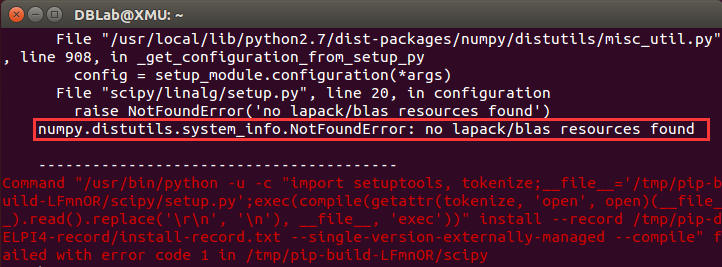 DBLab@XMU: ~
File "/usr/local/lib/python2.7/dist-packages/numpy/distutils/misc_util.py"
, line 908, in _get_configuration_from_setup_py
config = setup_module.configuration(*args)
File "scipy/linalg/setup.py", line 20, in configuration
raise NotFoundError('no lapack/blas resources found')
numpy.distutils.system_info.NotFoundError: no lapack/blas resources found
----------------------------------------
Command "/usr/bin/python -u -c "import setuptools, tokenize;__file__='/tmp/pip-b
uild-LFmnOR/scipy/setup.py';exec(compile(getattr(tokenize, 'open', open)(__file_
_).read().replace('\r\n', '\n'), __file__, 'exec'))" install --record /tmp/pip-d
ELPI4-record/install-record.txt --single-version-externally-managed --compile" f
ailed with error code 1 in /tmp/pip-build-LFmnOR/scipy